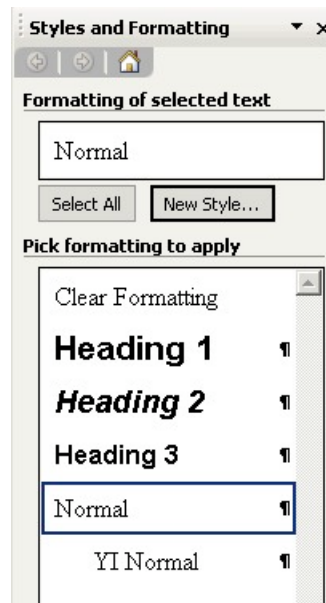 Styles and Formatting
Formatting of selected text
Normal
Select All New Style...
Pick formatting to apply
Clear Formatting
Heading 1 ¶
Heading 2 ¶
Heading 3 ¶
Normal ¶
YI Normal ¶